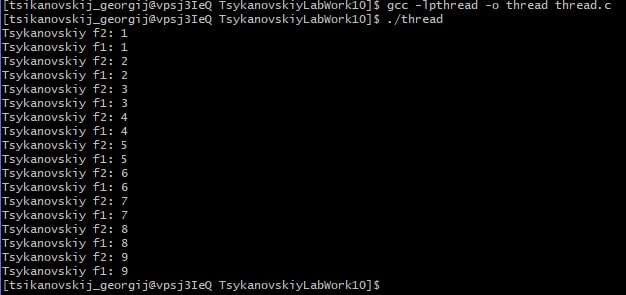 [tsikanovskij_georgij@vpsj3IeQ TsykanovskiyLabWork10]$ gcc -lpthread -o thread thread.c
[tsikanovskij_georgij@vpsj3IeQ TsykanovskiyLabWork10]$ ./thread
Tsykanovskiy f2: 1
Tsykanovskiy f1: 1
Tsykanovskiy f2: 2
Tsykanovskiy f1: 2
Tsykanovskiy f2: 3
Tsykanovskiy f1: 3
Tsykanovskiy f2: 4
Tsykanovskiy f1: 4
Tsykanovskiy f2: 5
Tsykanovskiy f1: 5
Tsykanovskiy f2: 6
Tsykanovskiy f1: 6
Tsykanovskiy f2: 7
Tsykanovskiy f1: 7
Tsykanovskiy f2: 8
Tsykanovskiy f1: 8
Tsykanovskiy f2: 9
Tsykanovskiy f1: 9
[tsikanovskij_georgij@vpsj3IeQ TsykanovskiyLabWork10]$